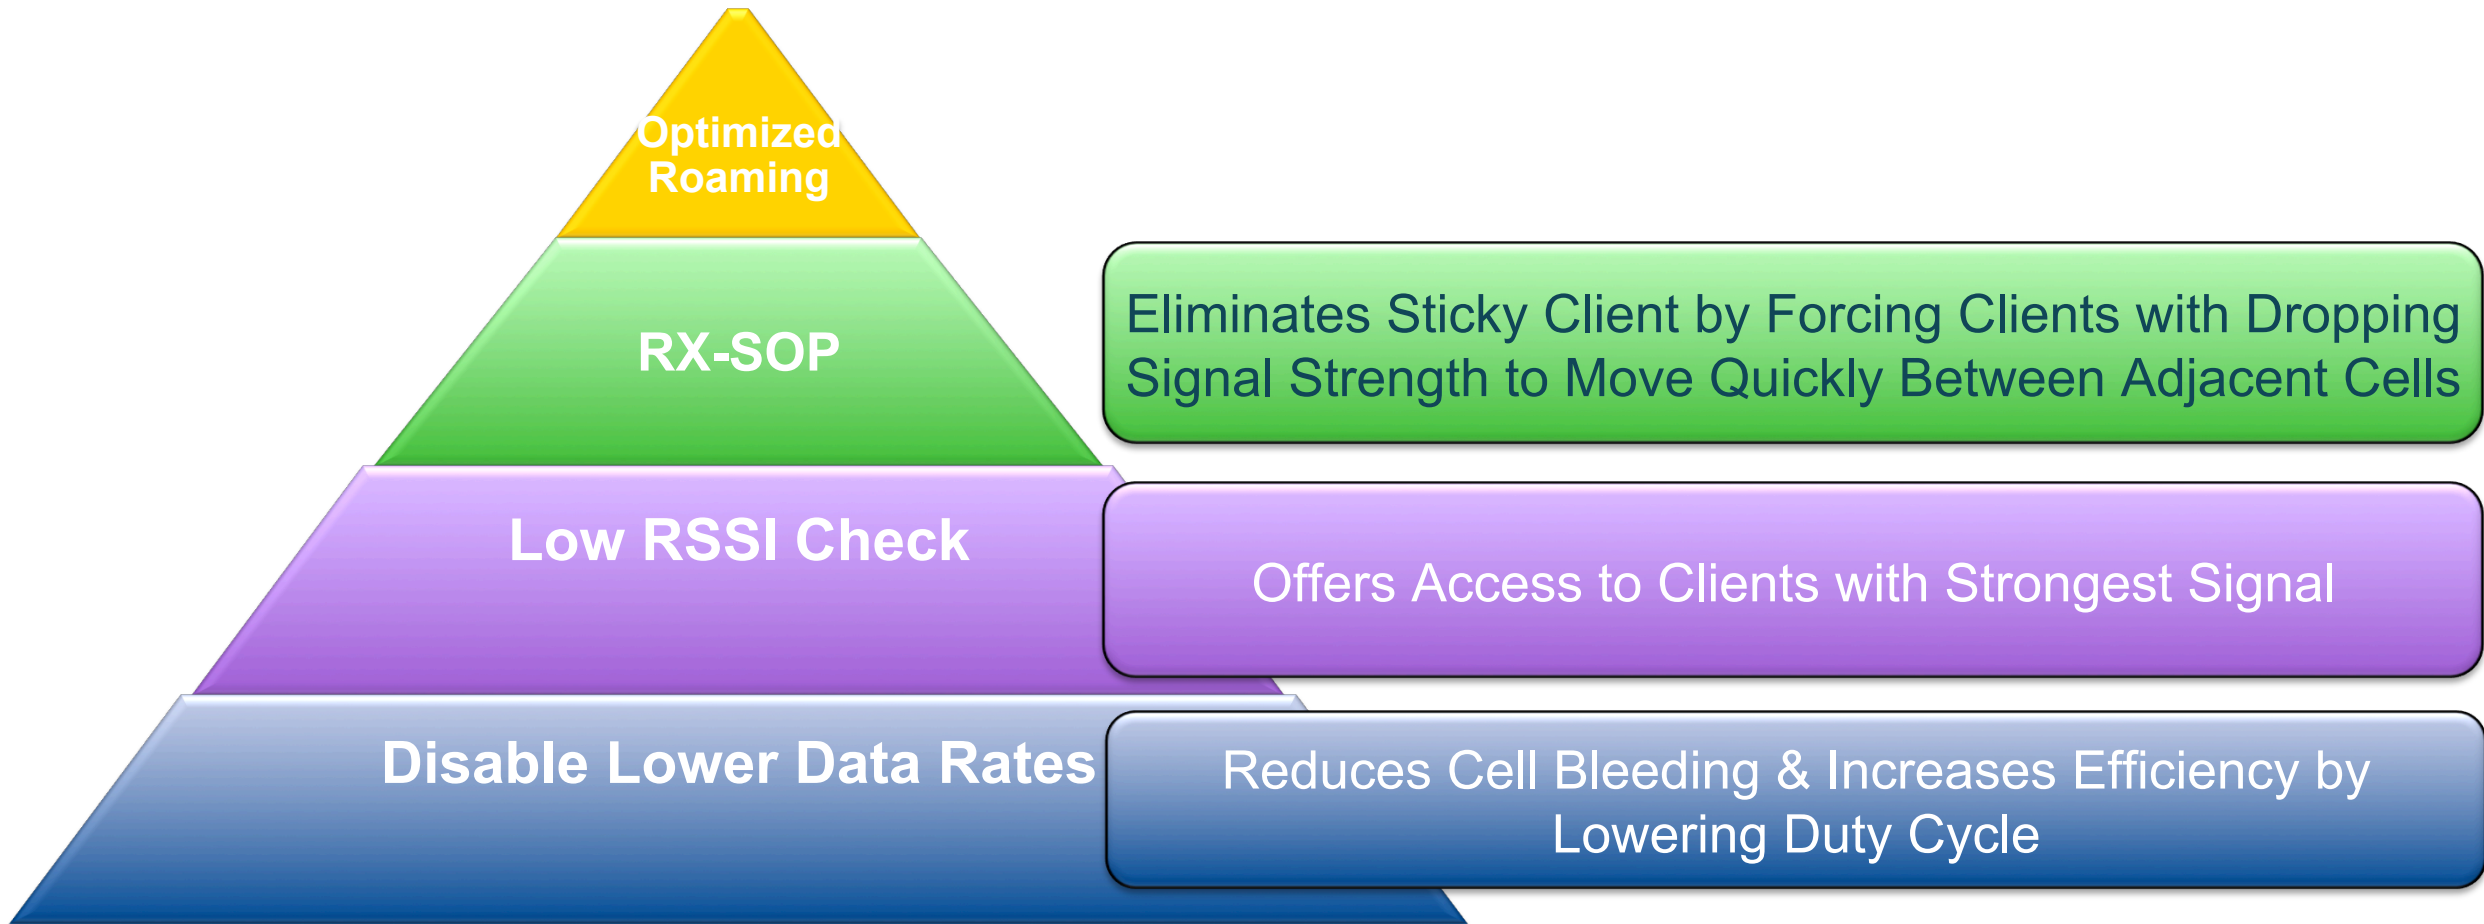 Optimized
Roaming
RX-SOP
Eliminates Sticky Client by Forcing Clients with Dropping
Signal Strength to Move Quickly Between Adjacent Cells
Low RSSI Check
Offers Access to Clients with Strongest Signal
Disable Lower Data Rates
Reduces Cell Bleeding & Increases Efficiency by
Lowering Duty Cycle